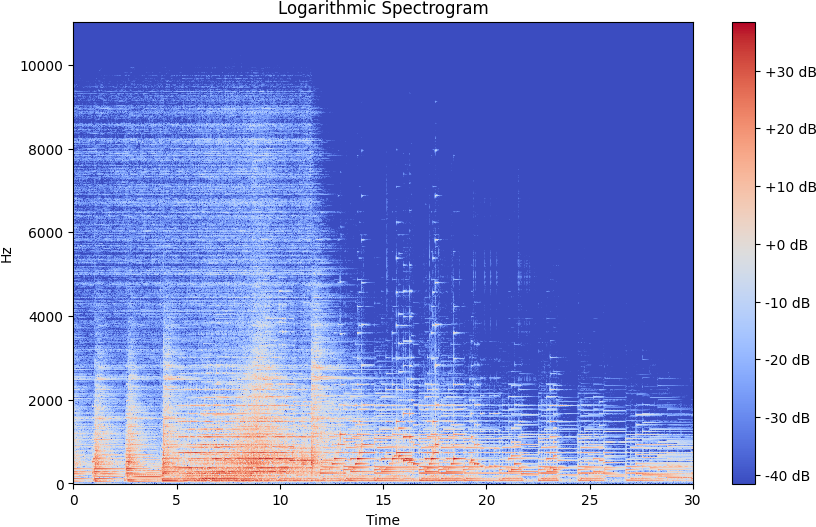 Logarithmic Spectrogram
Hz
10000
8000
6000
4000
2000
0
0 5 10 15 20 25 30
Time
+30 dB
+20 dB
+10 dB
+0 dB
-10 dB
-20 dB
-30 dB
-40 dB